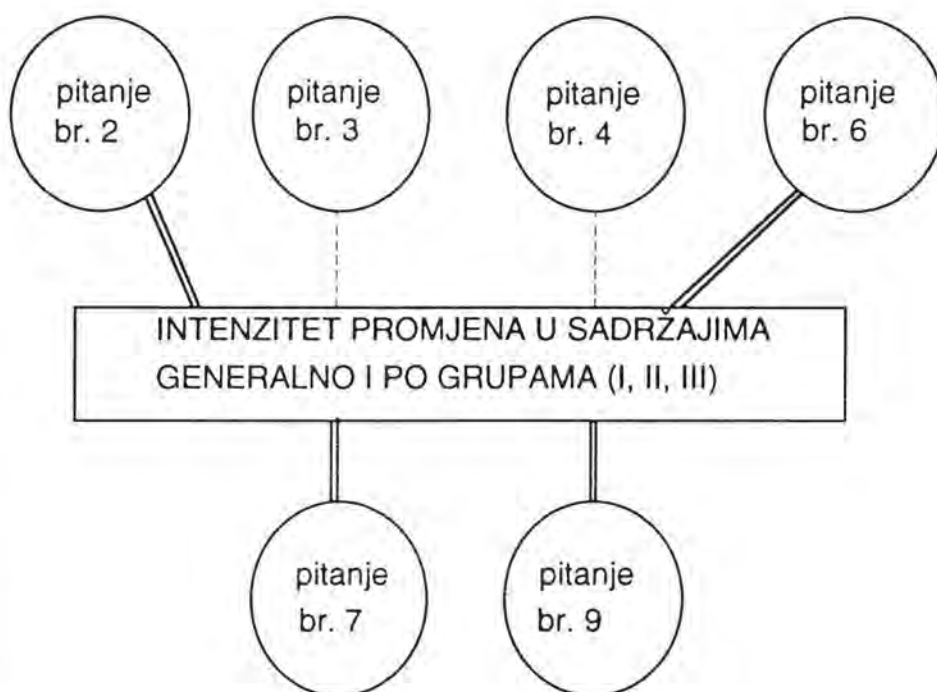 pitanje
br. 2
pitanje
br. 3
pitanje
br. 4
pitanje
br. 6
INTENZITET PROMJENA U SADRŽAJIMA
GENERALNO I PO GRUPAMA (I, II, III)
pitanje
br. 7
pitanje
br. 9